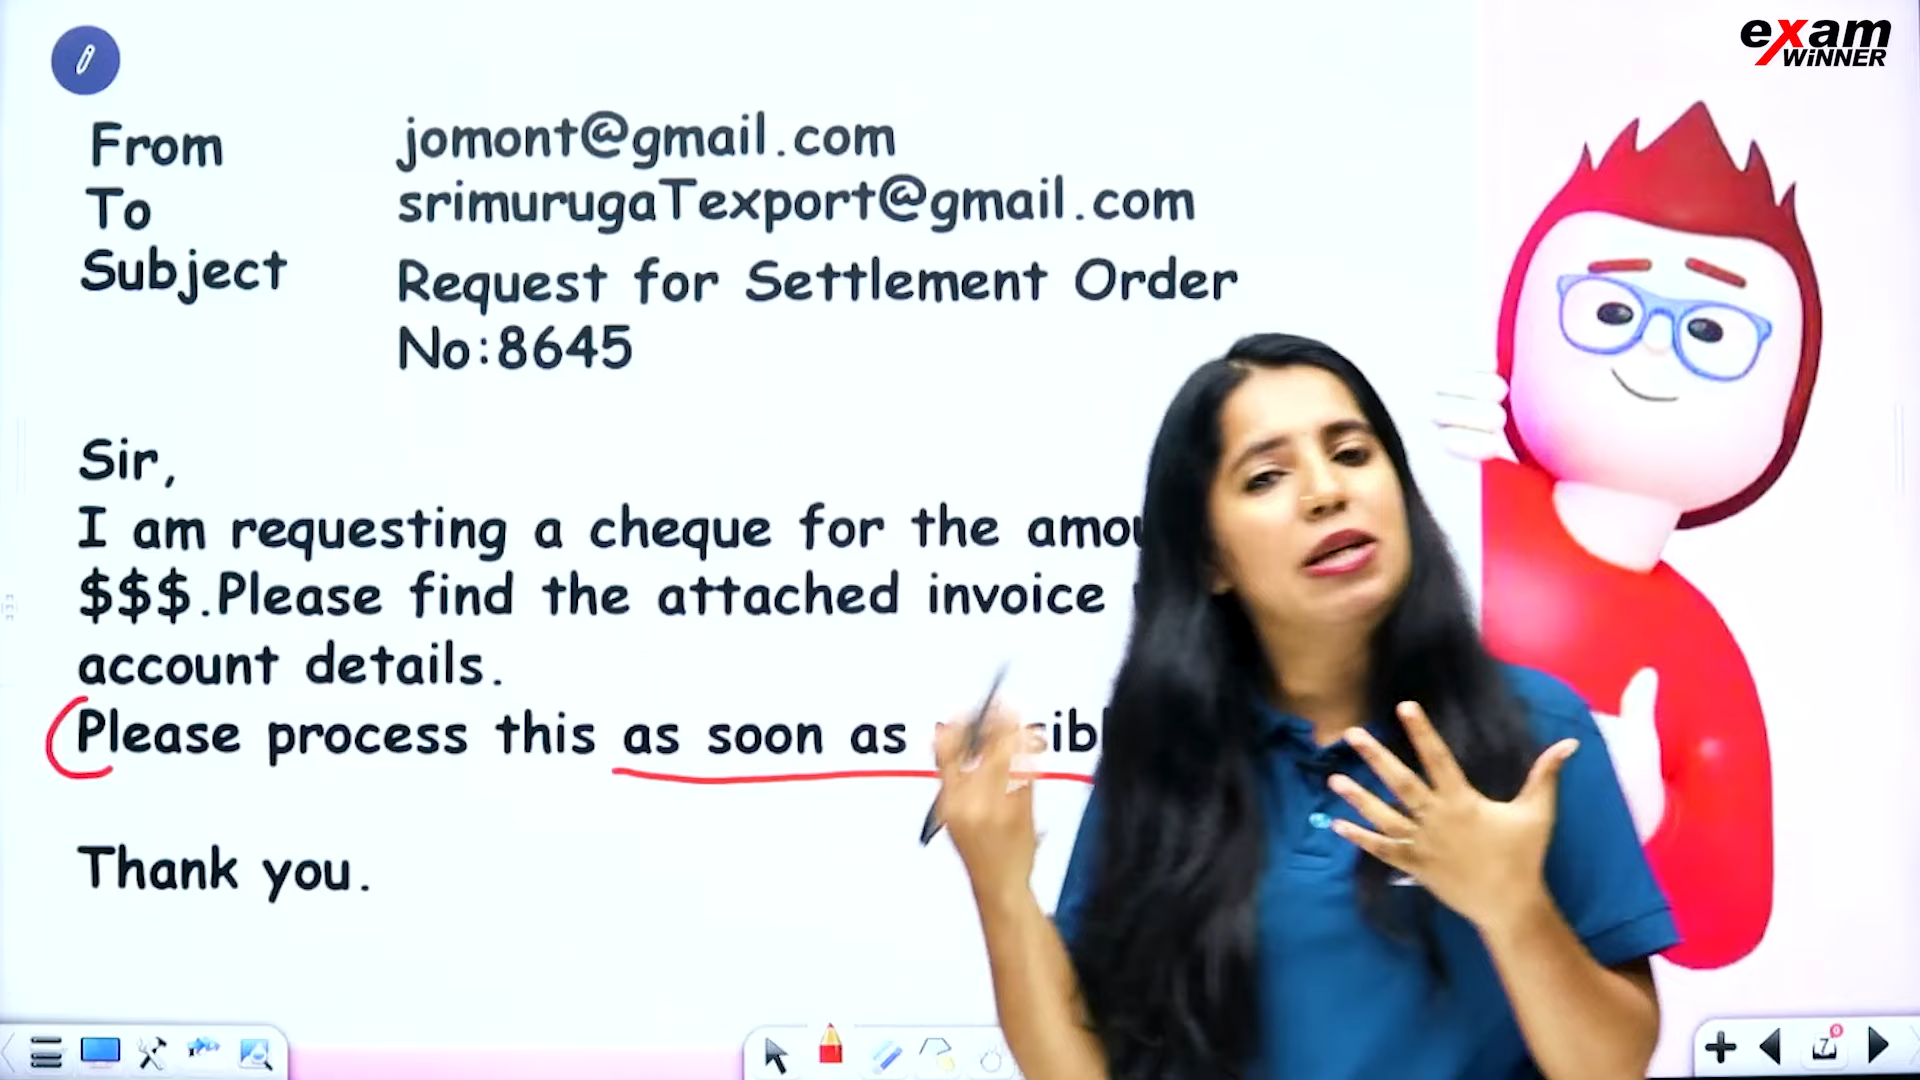 exam
WiNNER
From jomont@gmail.com
To srimurugaTexport@gmail.com
Subject Request for Settlement Order
No:8645
Sir,
I am requesting a cheque for the
$$$.Please find the attached invoice
account details.
Please process this as soon as
Thank you.
7